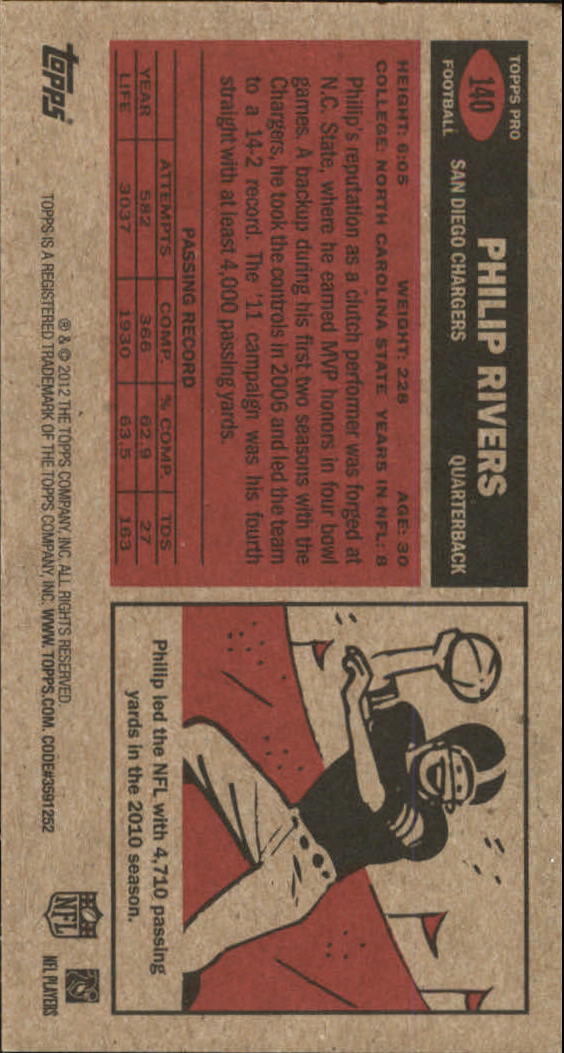 TOPPS PRO
140
FOOTBALL
PHILIP RIVERS
SAN DIEGO CHARGERS QUARTERBACK
HEIGHT: 6:05 WEIGHT: 228 AGE: 30
COLLEGE: NORTH CAROLINA STATE YEARS IN NFL: 8
Philip's reputation as a clutch performer was forged at
N.C. State, where he earned MVP honors in four bowl
games. A backup during his first two seasons with the
Chargers, he took the controls in 2006 and led the team
to a 14-2 record. The '11 campaign was his fourth
straight with at least 4,000 passing yards.
PASSING RECORD
ATTEMPTS COMP. % COMP. TDS
YEAR 582 366 62.9 27
LIFE 3037 1930 63.5 163
Philip led the NFL with 4,710 passing
yards in the 2010 season.
topps
® & © 2012 THE TOPPS COMPANY, INC. ALL RIGHTS RESERVED.
TOPPS IS A REGISTERED TRADEMARK OF THE TOPPS COMPANY, INC. WWW.TOPPS.COM. CODE#3591252
NFL
NFL PLAYERS